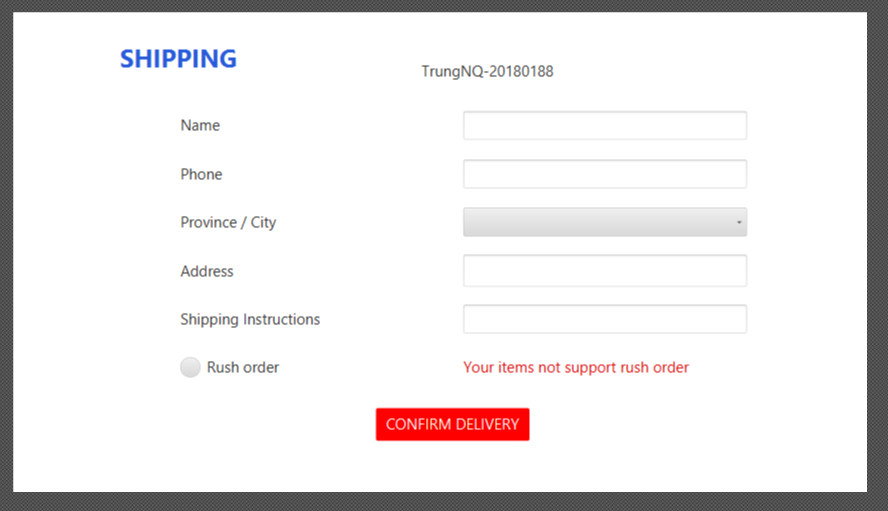 SHIPPING
TrungNQ-20180188
Name
Phone
Province / City
Address
Shipping Instructions
Rush order
Your items not support rush order
CONFIRM DELIVERY